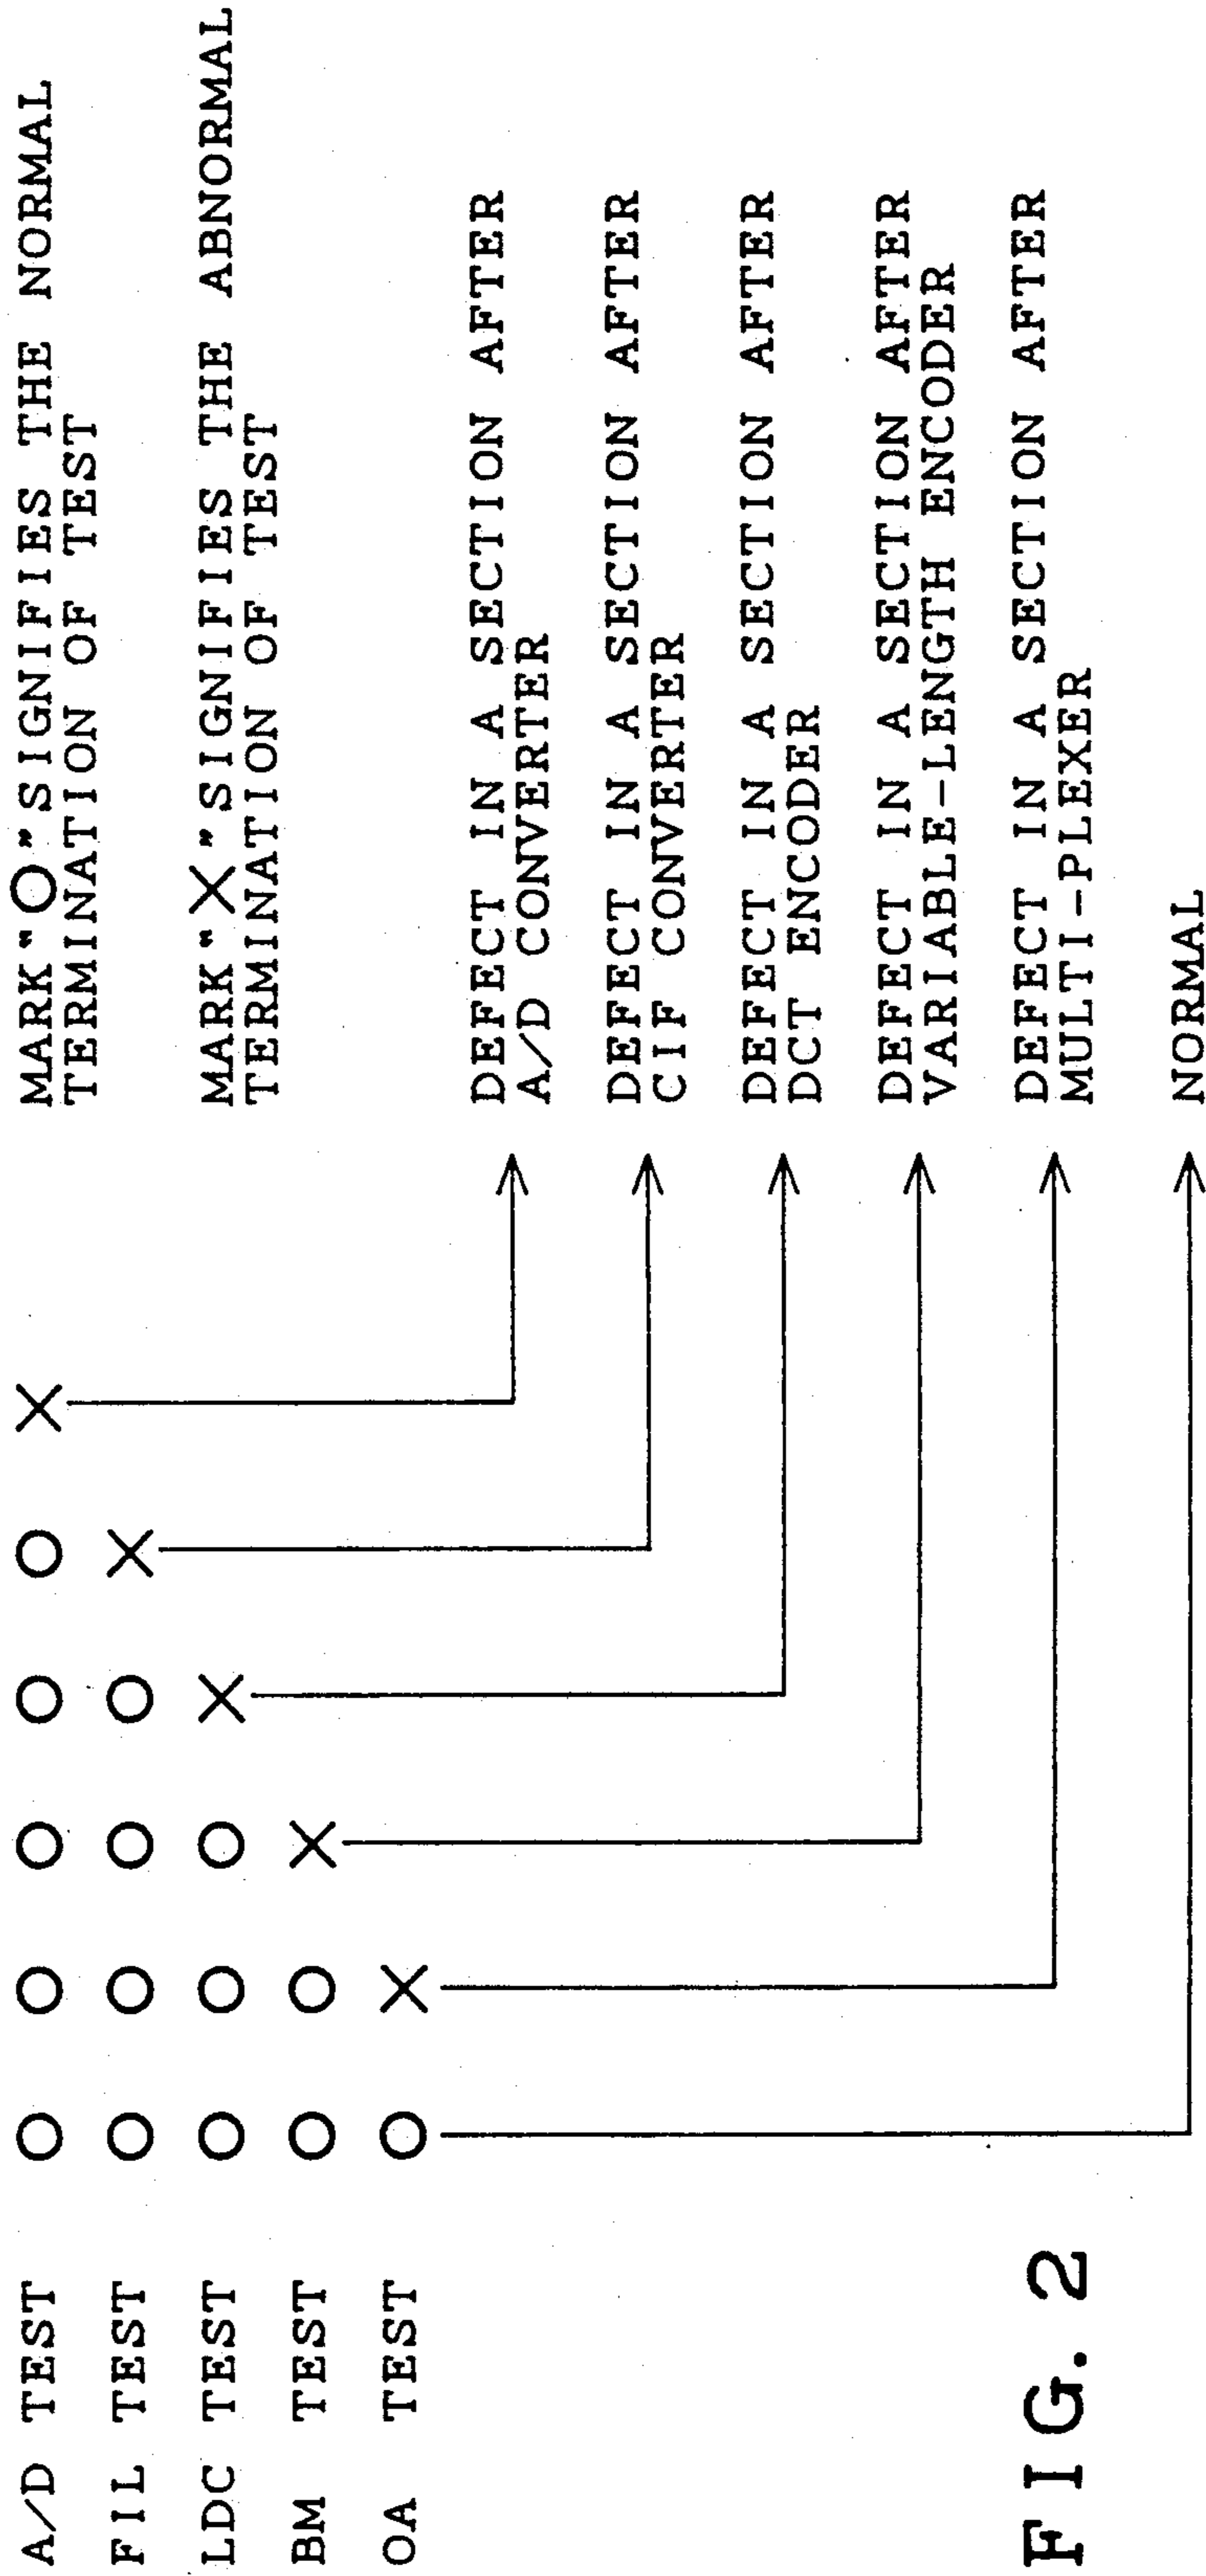 A/D TEST O O O O O X
FIL TEST O O O O X
LDC TEST O O O X
BM TEST O O X
OA TEST O X
MARK "O" SIGNIFIES THE NORMAL
TERMINATION OF TEST
MARK "X" SIGNIFIES THE ABNORMAL
TERMINATION OF TEST
DEFECT IN A SECTION AFTER
A/D CONVERTER
DEFECT IN A SECTION AFTER
CIF CONVERTER
DEFECT IN A SECTION AFTER
DCT ENCODER
DEFECT IN A SECTION AFTER
VARIABLE-LENGTH ENCODER
DEFECT IN A SECTION AFTER
MULTI-PLEXER
NORMAL
FIG. 2